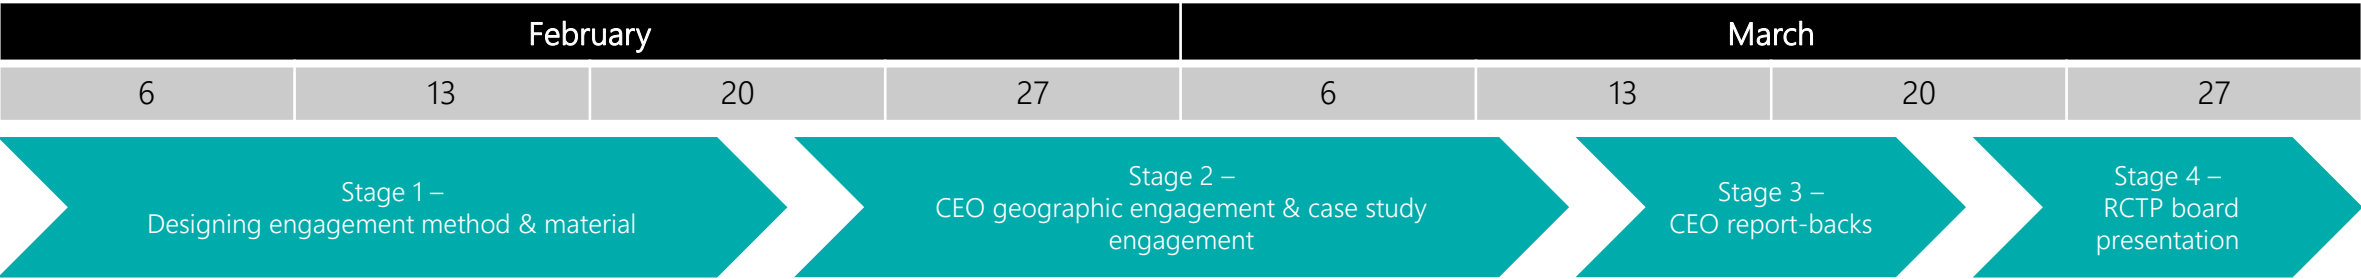 February March
6 13 20 27 6 13 20 27
Stage 1 –
Designing engagement method & material
Stage 2 –
CEO geographic engagement & case study
engagement
Stage 3 –
CEO report-backs
Stage 4 –
RCTP board
presentation